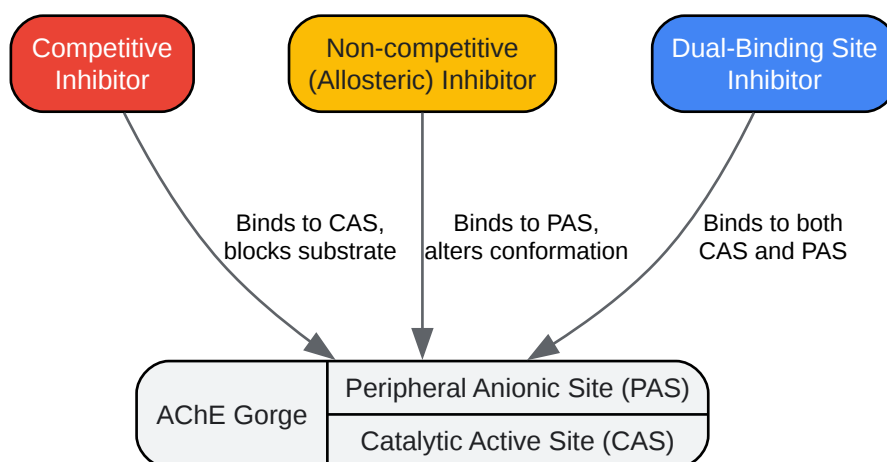 Competitive
Inhibitor
Non-competitive
(Allosteric) Inhibitor
Dual-Binding Site
Inhibitor
Binds to CAS,
blocks substrate
Binds to PAS,
alters conformation
Binds to both
CAS and PAS
AChE Gorge
Peripheral Anionic Site (PAS)
Catalytic Active Site (CAS)